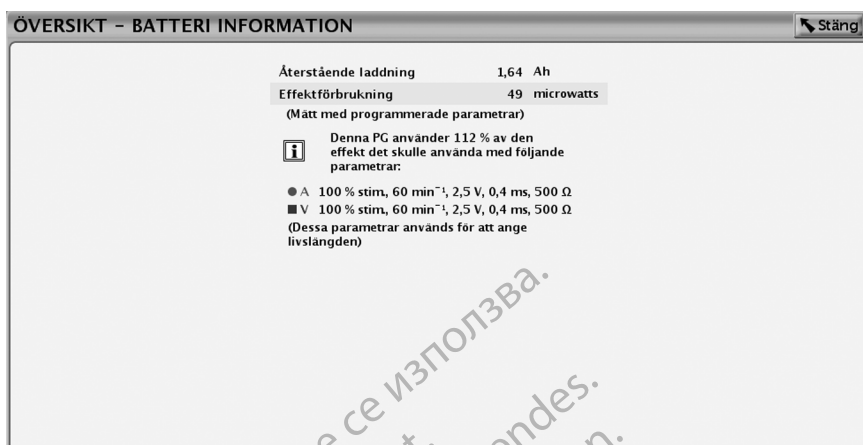 ÖVERSIKT – BATTERI INFORMATION
Stäng
Återstående laddning 1,64 Ah
Effektförbrukning 49 microwatts
(Mätt med programmerade parametrar)
i Denna PG använder 112 % av den
effekt det skulle använda med följande
parametrar:
A 100 % stim., 60 min⁻¹, 2,5 V, 0,4 ms, 500 Ω
V 100 % stim., 60 min⁻¹, 2,5 V, 0,4 ms, 500 Ω
(Dessa parametrar används för att ange
livslängden)
се използва.